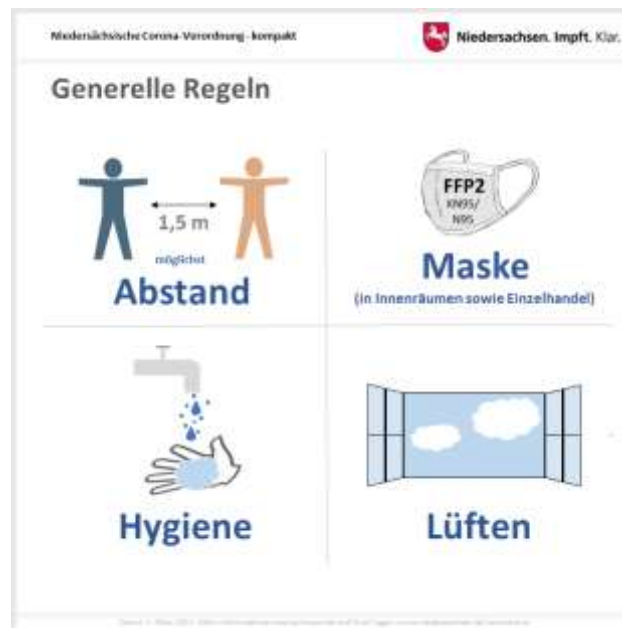 Niedersächsische Corona-Verordnung - kompakt
Niedersachsen. Impft. Klar.
Generelle Regeln
1,5 m
möglichst
Abstand
FFP2
KN95/
N95
Maske
(in Innenräumen sowie Einzelhandel)
Hygiene
Lüften